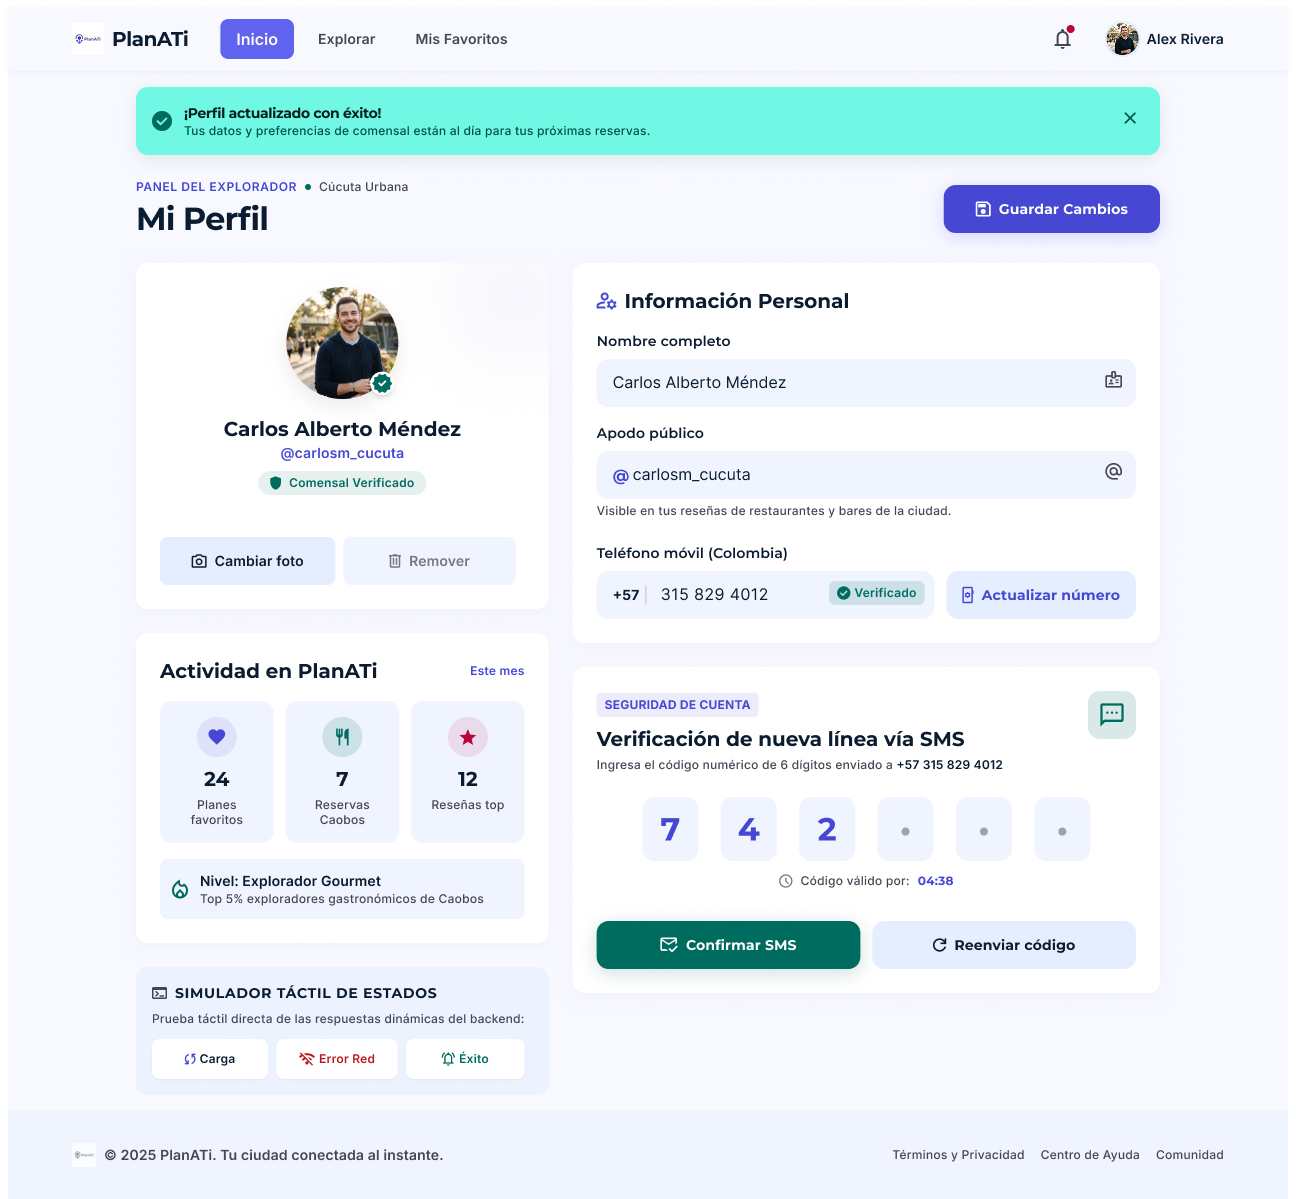 PlanATi
PlanATi
Inicio
Explorar
Mis Favoritos
Alex Rivera
¡Perfil actualizado con éxito!
Tus datos y preferencias de comensal están al día para tus próximas reservas.
PANEL DEL EXPLORADOR • Cúcuta Urbana
Mi Perfil
Guardar Cambios
Carlos Alberto Méndez
@carlosm_cucuta
Comensal Verificado
Cambiar foto
Remover
Actividad en PlanATi
Este mes
24
Planes
favoritos
7
Reservas
Caobos
12
Reseñas top
Nivel: Explorador Gourmet
Top 5% exploradores gastronómicos de Caobos
SIMULADOR TÁCTIL DE ESTADOS
Prueba táctil directa de las respuestas dinámicas del backend:
Carga
Error Red
Éxito
Información Personal
Nombre completo
Carlos Alberto Méndez
Apodo público
@ carlosm_cucuta
Visible en tus reseñas de restaurantes y bares de la ciudad.
Teléfono móvil (Colombia)
+57 315 829 4012
Verificado
Actualizar número
SEGURIDAD DE CUENTA
Verificación de nueva línea vía SMS
Ingresa el código numérico de 6 dígitos enviado a +57 315 829 4012
7 4 2 • • •
Código válido por: 04:38
Confirmar SMS
Reenviar código
© 2025 PlanATi. Tu ciudad conectada al instante.
Términos y Privacidad
Centro de Ayuda
Comunidad